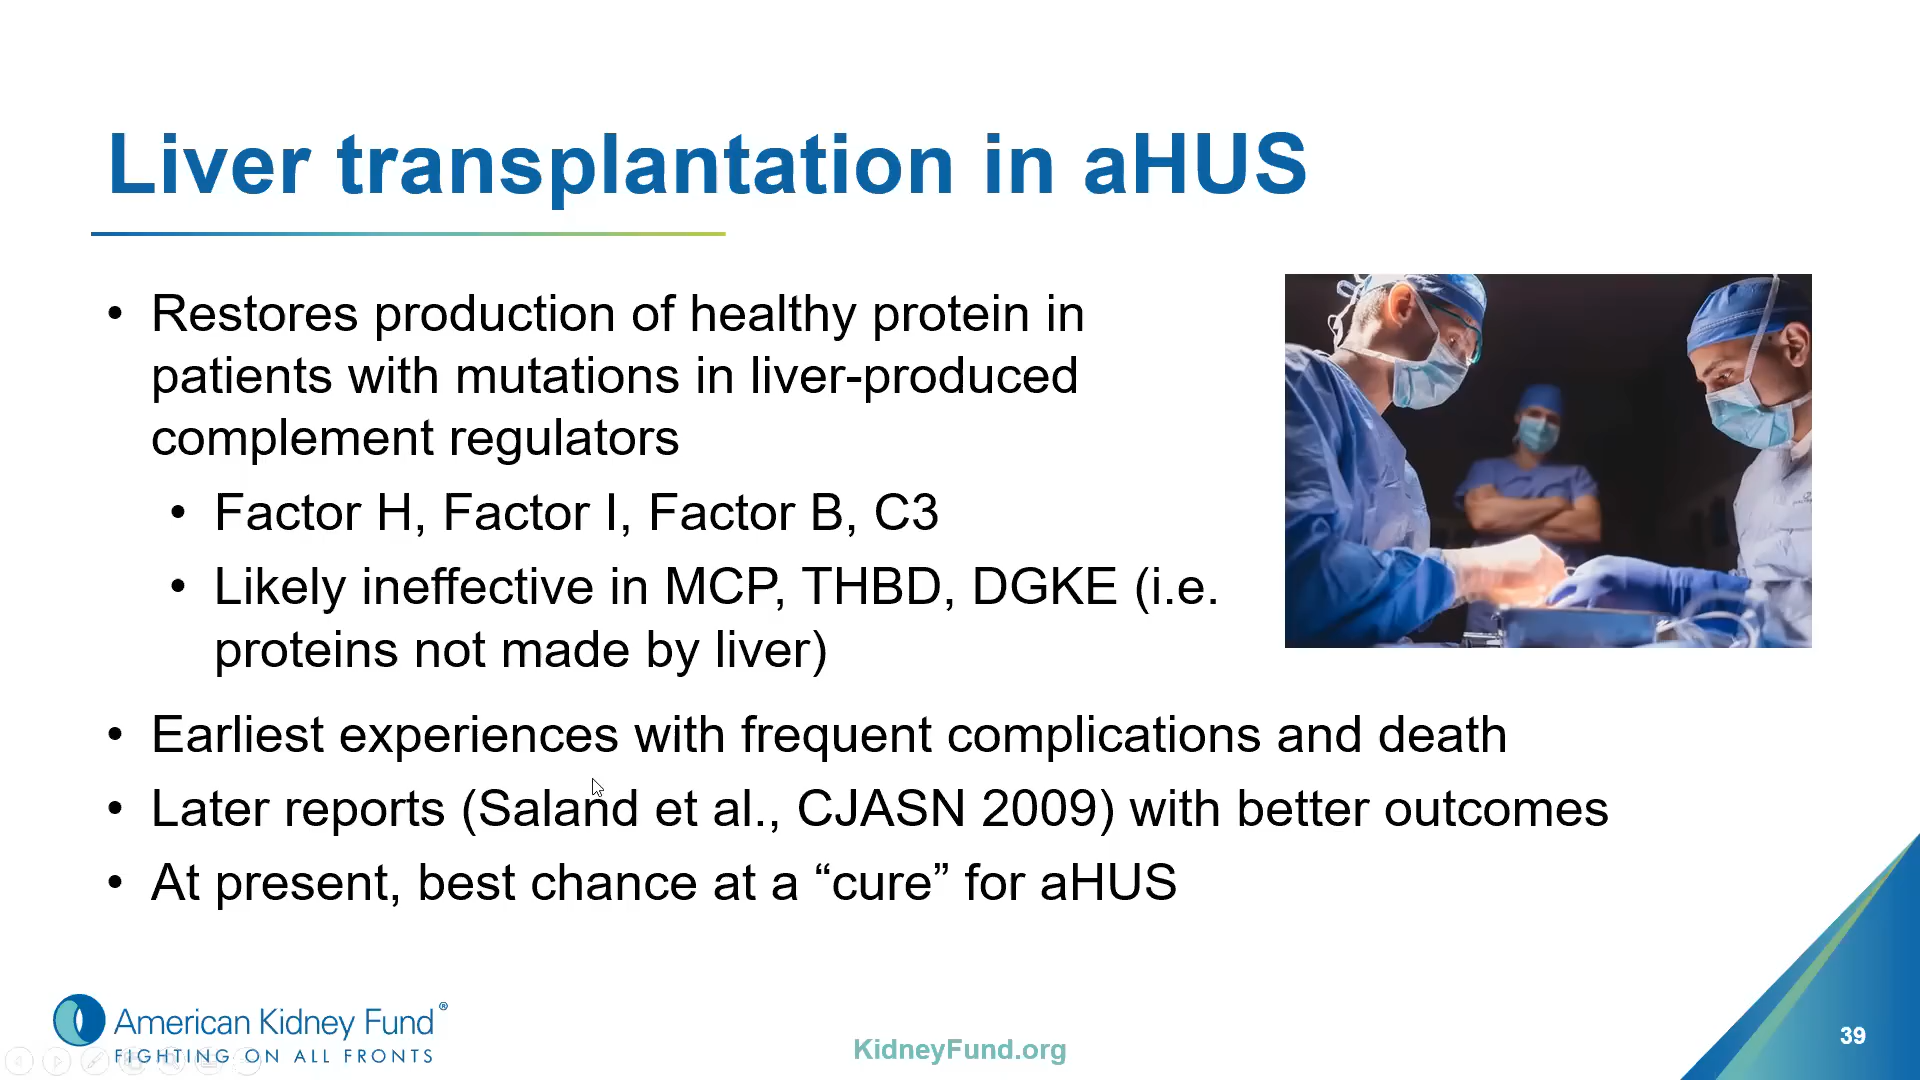 Liver transplantation in aHUS
• Restores production of healthy protein in
patients with mutations in liver-produced
complement regulators
• Factor H, Factor I, Factor B, C3
• Likely ineffective in MCP, THBD, DGKE (i.e.
proteins not made by liver)
• Earliest experiences with frequent complications and death
• Later reports (Saland et al., CJASN 2009) with better outcomes
• At present, best chance at a “cure” for aHUS
American Kidney Fund®
FIGHTING ON ALL FRONTS
KidneyFund.org
39